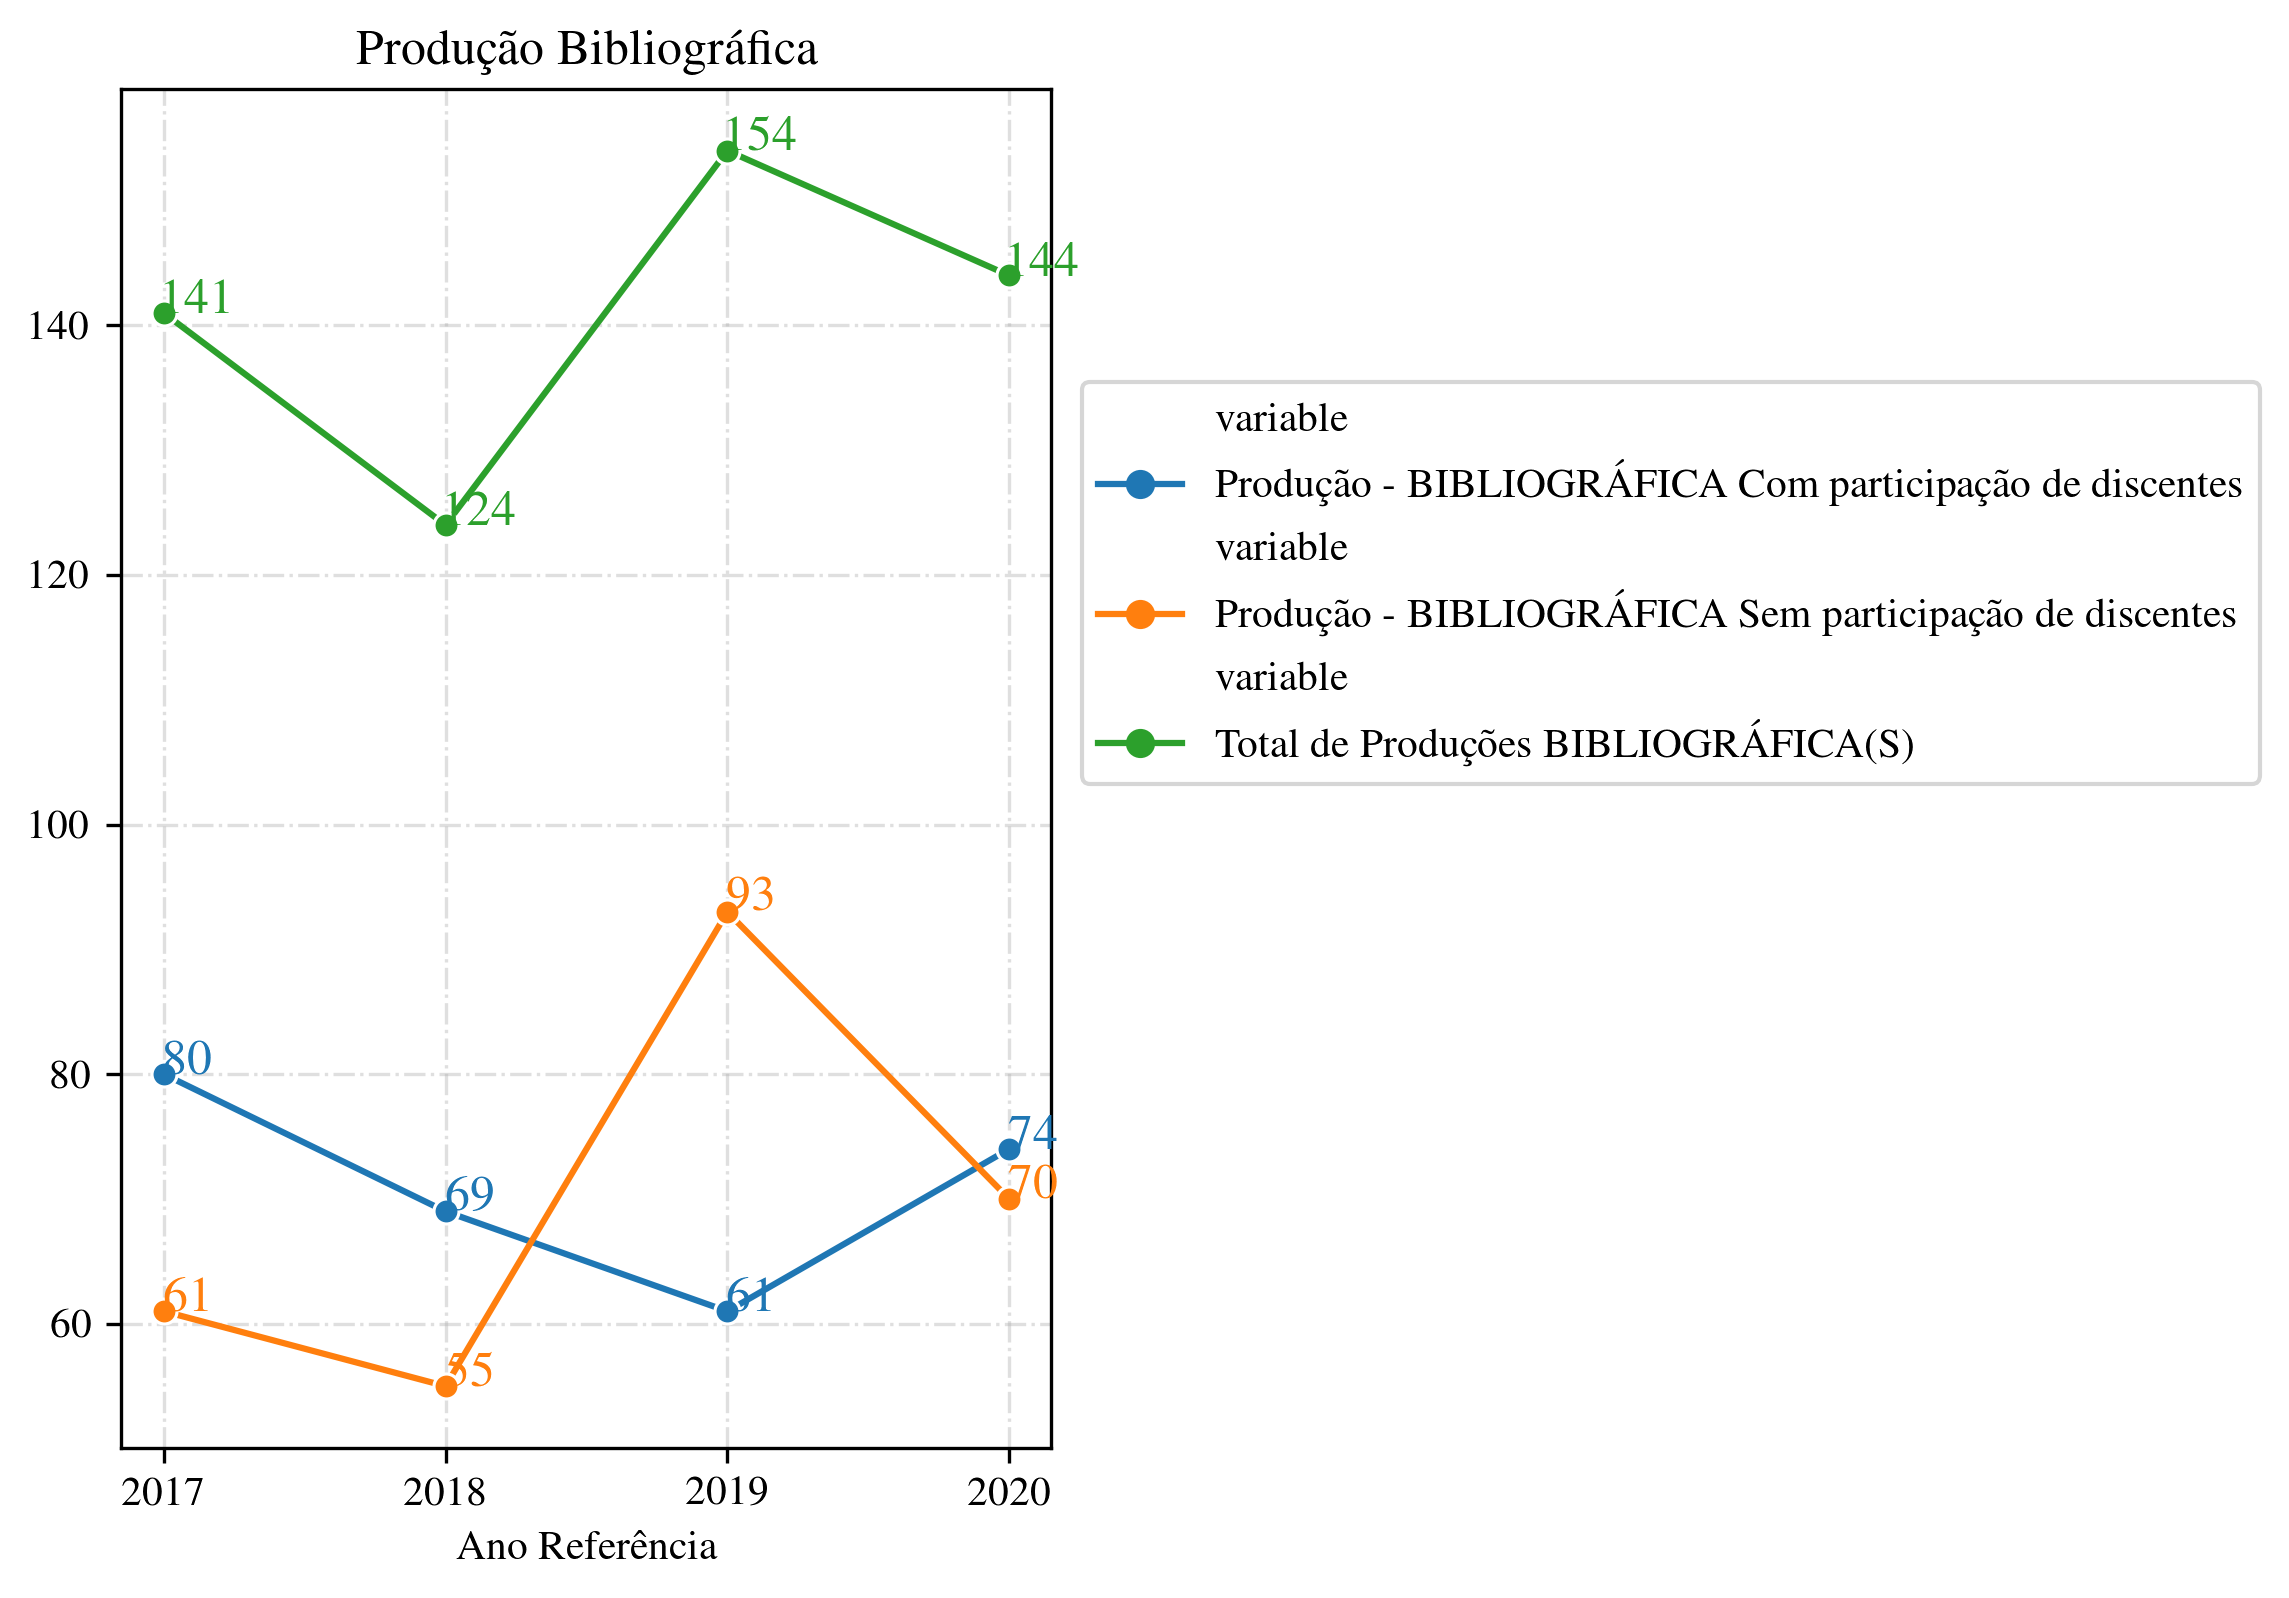 Produção Bibliográfica
154
144
141
140
124
120
100
93
80
80
74
70
69
61
61
60
55
2017 2018 2019 2020
Ano Referência
variable
Produção - BIBLIOGRÁFICA Com participação de discentes
variable
Produção - BIBLIOGRÁFICA Sem participação de discentes
variable
Total de Produções BIBLIOGRÁFICA(S)